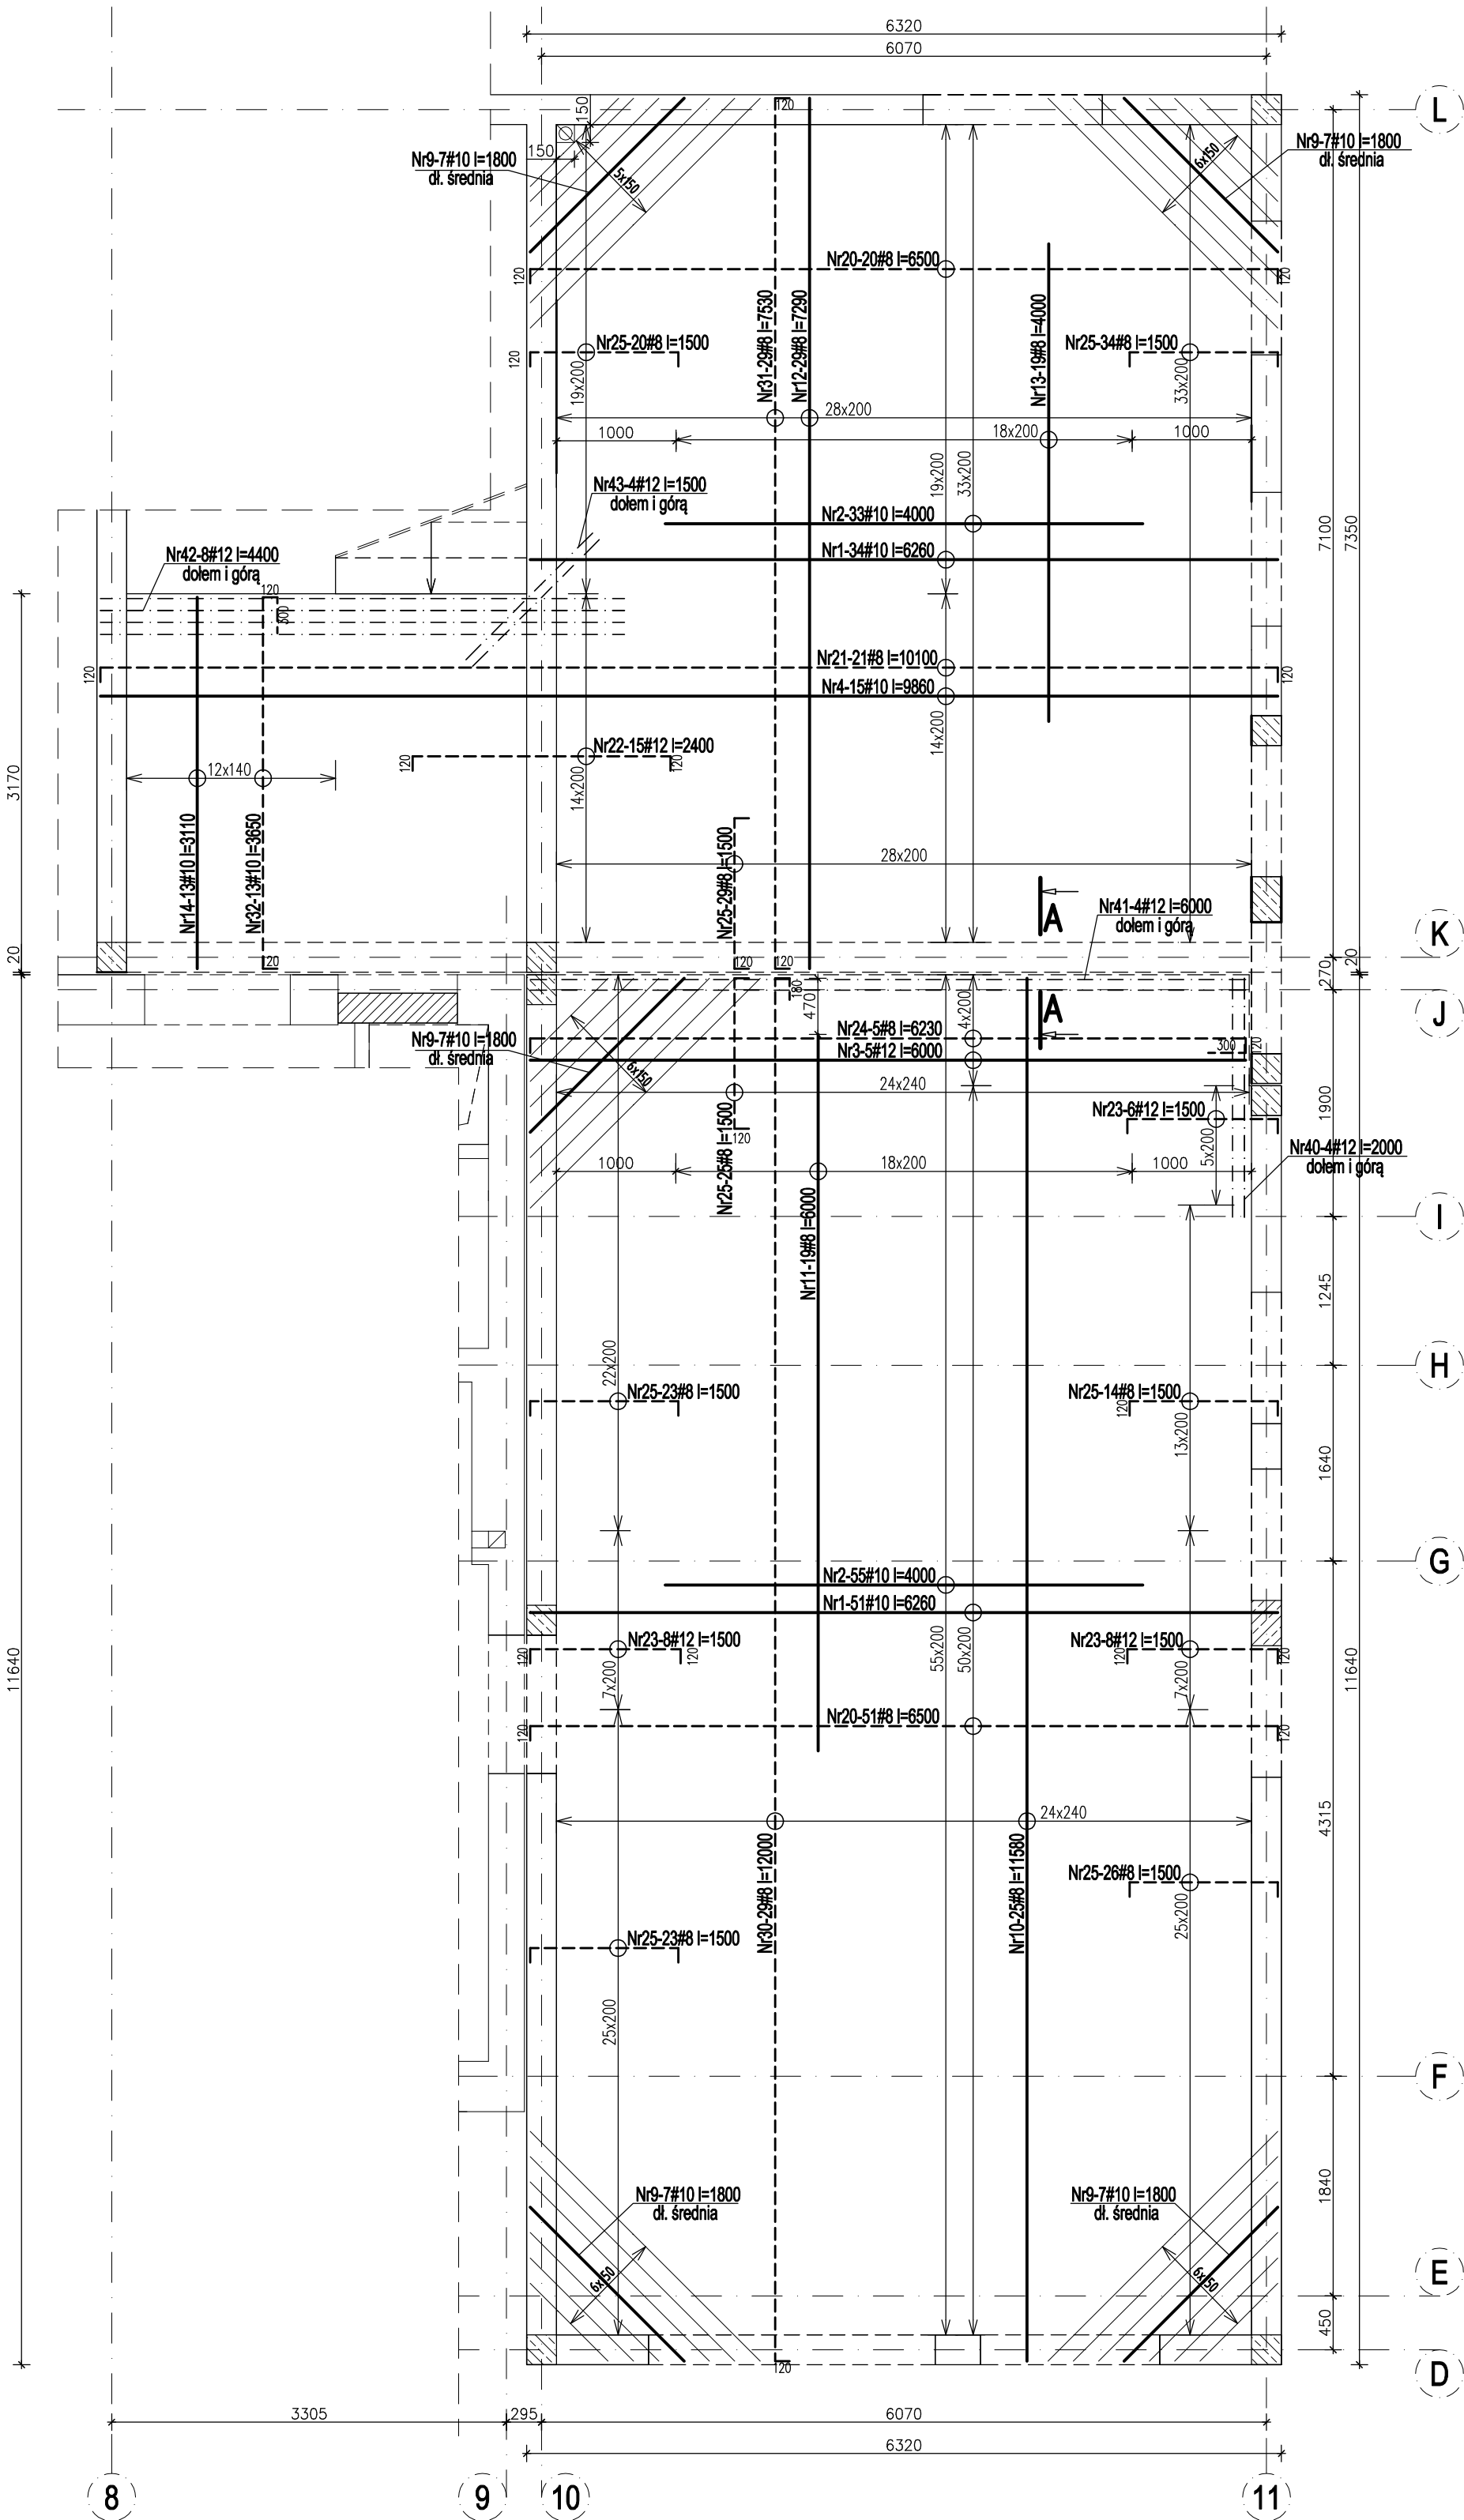 6320
6070
L
150
120
150
Nr9-7#10 l=1800
dł. średnia
5x150
Nr9-7#10 l=1800
dł. średnia
6x150
Nr20-20#8 l=6500
120
120
Nr31-29#8 l=7530
Nr12-29#8 l=7290
Nr13-19#8 l=4000
Nr25-20#8 l=1500
120
19x200
Nr25-34#8 l=1500
33x200
28x200
1000
18x200
1000
19x200
33x200
Nr43-4#12 l=1500
dołem i górą
Nr2-33#10 l=4000
Nr1-34#10 l=6260
7100
7350
Nr42-8#12 l=4400
dołem i górą
120
300
120
Nr21-21#8 l=10100
120
Nr4-15#10 l=9860
14x200
Nr22-15#12 l=2400
120
120
14x200
12x140
3170
Nr14-13#10 l=3110
Nr32-13#10 l=3650
Nr25-29#8 l=1500
28x200
A
Nr41-4#12 l=6000
dołem i górą
K
20
120
120
120
270
20
180
470
4x200
A
J
Nr9-7#10 l=1800
dł. średnia
6x150
Nr24-5#8 l=6230
Nr3-5#12 l=6000
300
120
24x240
Nr23-6#12 l=1500
1900
120
Nr25-25#8 l=1500
5x200
Nr40-4#12 l=2000
dołem i górą
1000
18x200
1000
Nr11-19#8 l=6000
I
1245
22x200
H
Nr25-23#8 l=1500
Nr25-14#8 l=1500
120
13x200
1640
G
Nr2-55#10 l=4000
Nr1-51#10 l=6260
Nr23-8#12 l=1500
120
120
Nr23-8#12 l=1500
120
120
11640
7x200
55x200
50x200
7x200
11640
Nr20-51#8 l=6500
120
120
24x240
4315
Nr30-29#8 l=12000
Nr10-25#8 l=11580
Nr25-26#8 l=1500
25x200
Nr25-23#8 l=1500
25x200
F
1840
Nr9-7#10 l=1800
dł. średnia
6x150
Nr9-7#10 l=1800
dł. średnia
6x150
E
450
D
120
3305
295
6070
6320
8
9
10
11